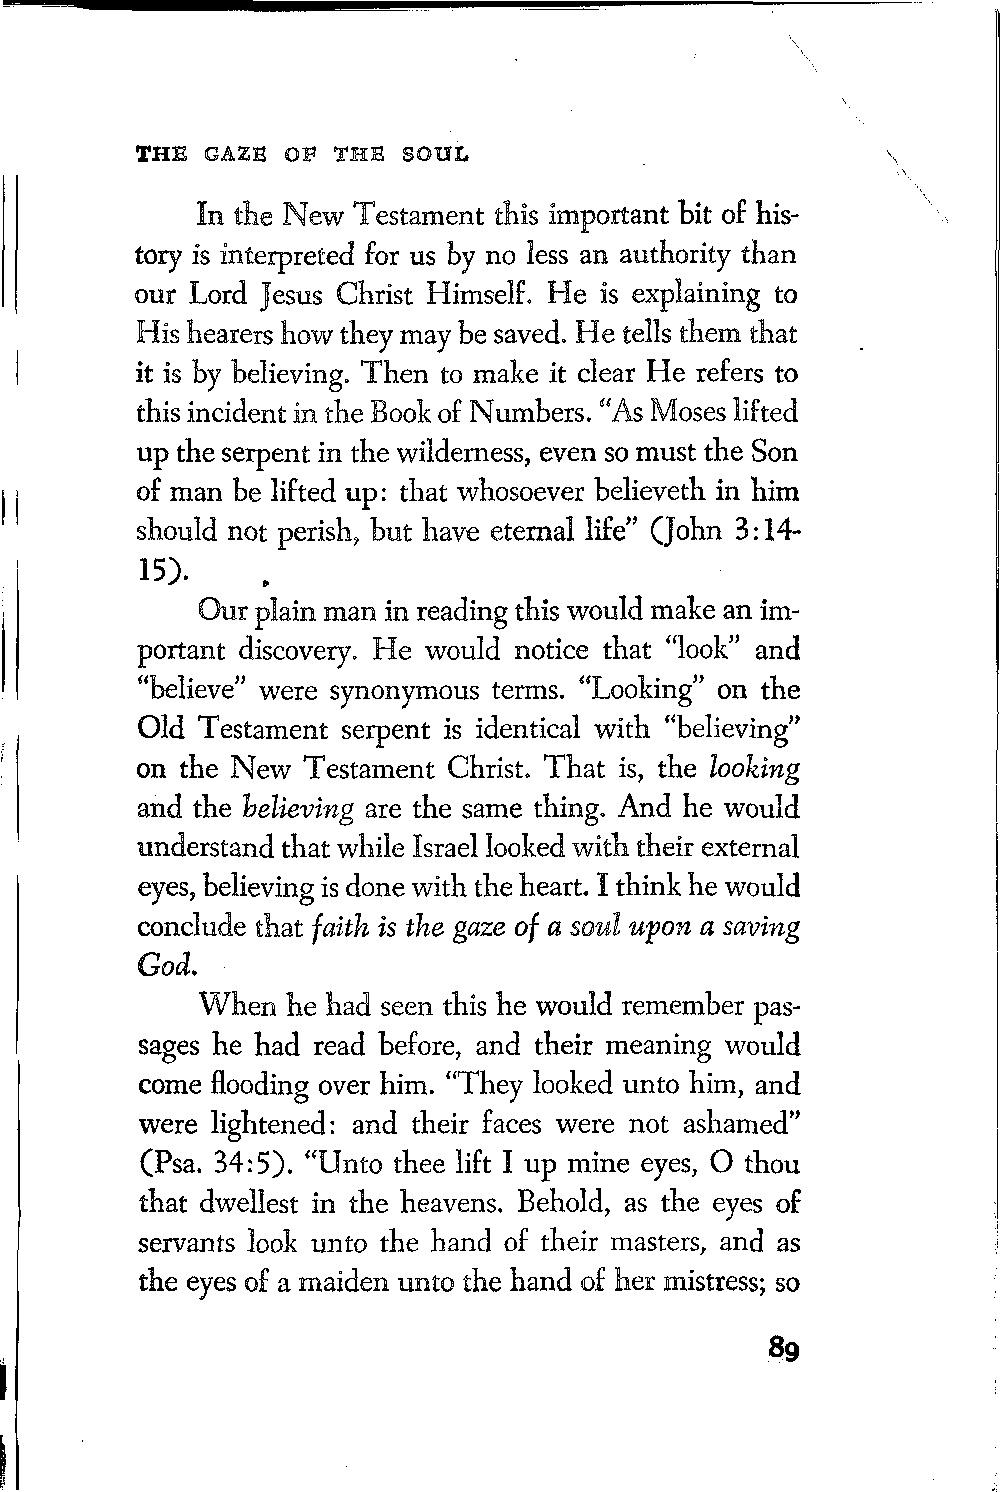 THE GAZE OF THE SOUL
In the New Testament this important bit of his-
tory is interpreted for us by no less an authority than
our Lord Jesus Christ Himself. He is explaining to
His hearers how they may be saved. He tells them that
it is by believing. Then to make it clear He refers to
this incident in the Book of Numbers. “As Moses lifted
up the serpent in the wilderness, even so must the Son
of man be lifted up: that whosoever believeth in him
should not perish, but have eternal life” (John 3:14-
15).
Our plain man in reading this would make an im-
portant discovery. He would notice that “look” and
“believe” were synonymous terms. “Looking” on the
Old Testament serpent is identical with “believing”
on the New Testament Christ. That is, the looking
and the believing are the same thing. And he would
understand that while Israel looked with their external
eyes, believing is done with the heart. I think he would
conclude that faith is the gaze of a soul upon a saving
God.
When he had seen this he would remember pas-
sages he had read before, and their meaning would
come flooding over him. “They looked unto him, and
were lightened: and their faces were not ashamed”
(Psa. 34:5). “Unto thee lift I up mine eyes, O thou
that dwellest in the heavens. Behold, as the eyes of
servants look unto the hand of their masters, and as
the eyes of a maiden unto the hand of her mistress; so
89